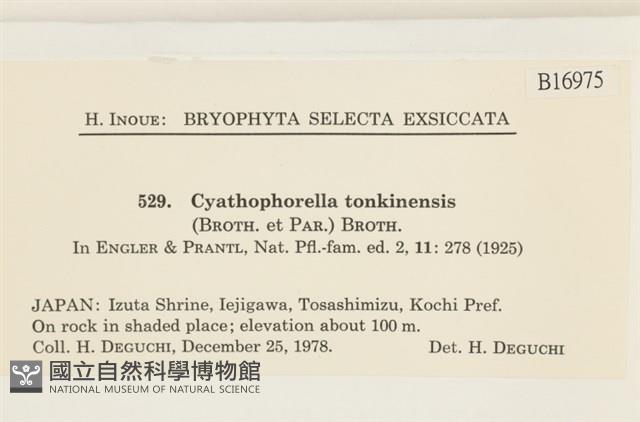 B16975
H. INOUE: BRYOPHYTA SELECTA EXSICCATA
529. Cyathophorella tonkinensis
(BROTH. et PAR.) BROTH.
In ENGLER & PRANTL, Nat. Pfl.-fam. ed. 2, 11: 278 (1925)
JAPAN: Izuta Shrine, Iejigawa, Tosashimizu, Kochi Pref.
On rock in shaded place; elevation about 100 m.
Coll. H. DEGUCHI, December 25, 1978. Det. H. DEGUCHI
國立自然科學博物館
NATIONAL MUSEUM OF NATURAL SCIENCE